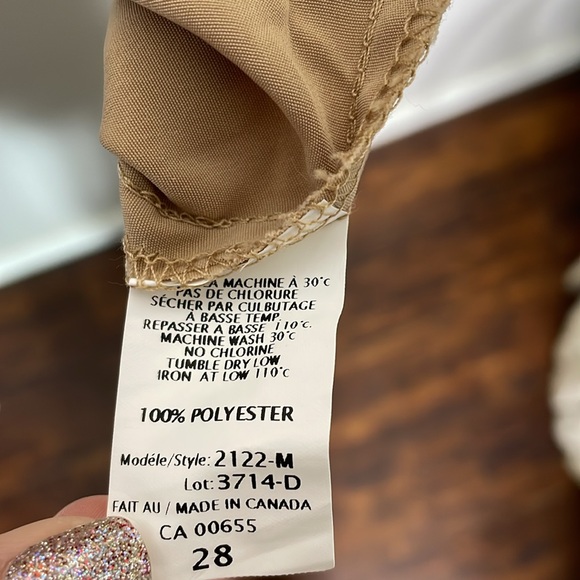 A MACHINE À 30°c
PAS DE CHLORURE
SÉCHER PAR CULBUTAGE
À BASSE TEMP.
REPASSER A BASSE 110°c.
MACHINE WASH 30°c
NO CHLORINE
TUMBLE DRY LOW
IRON AT LOW 110°c
100% POLYESTER
Modéle/Style: 2122-M
Lot: 3714-D
FAIT AU / MADE IN CANADA
CA 00655
28